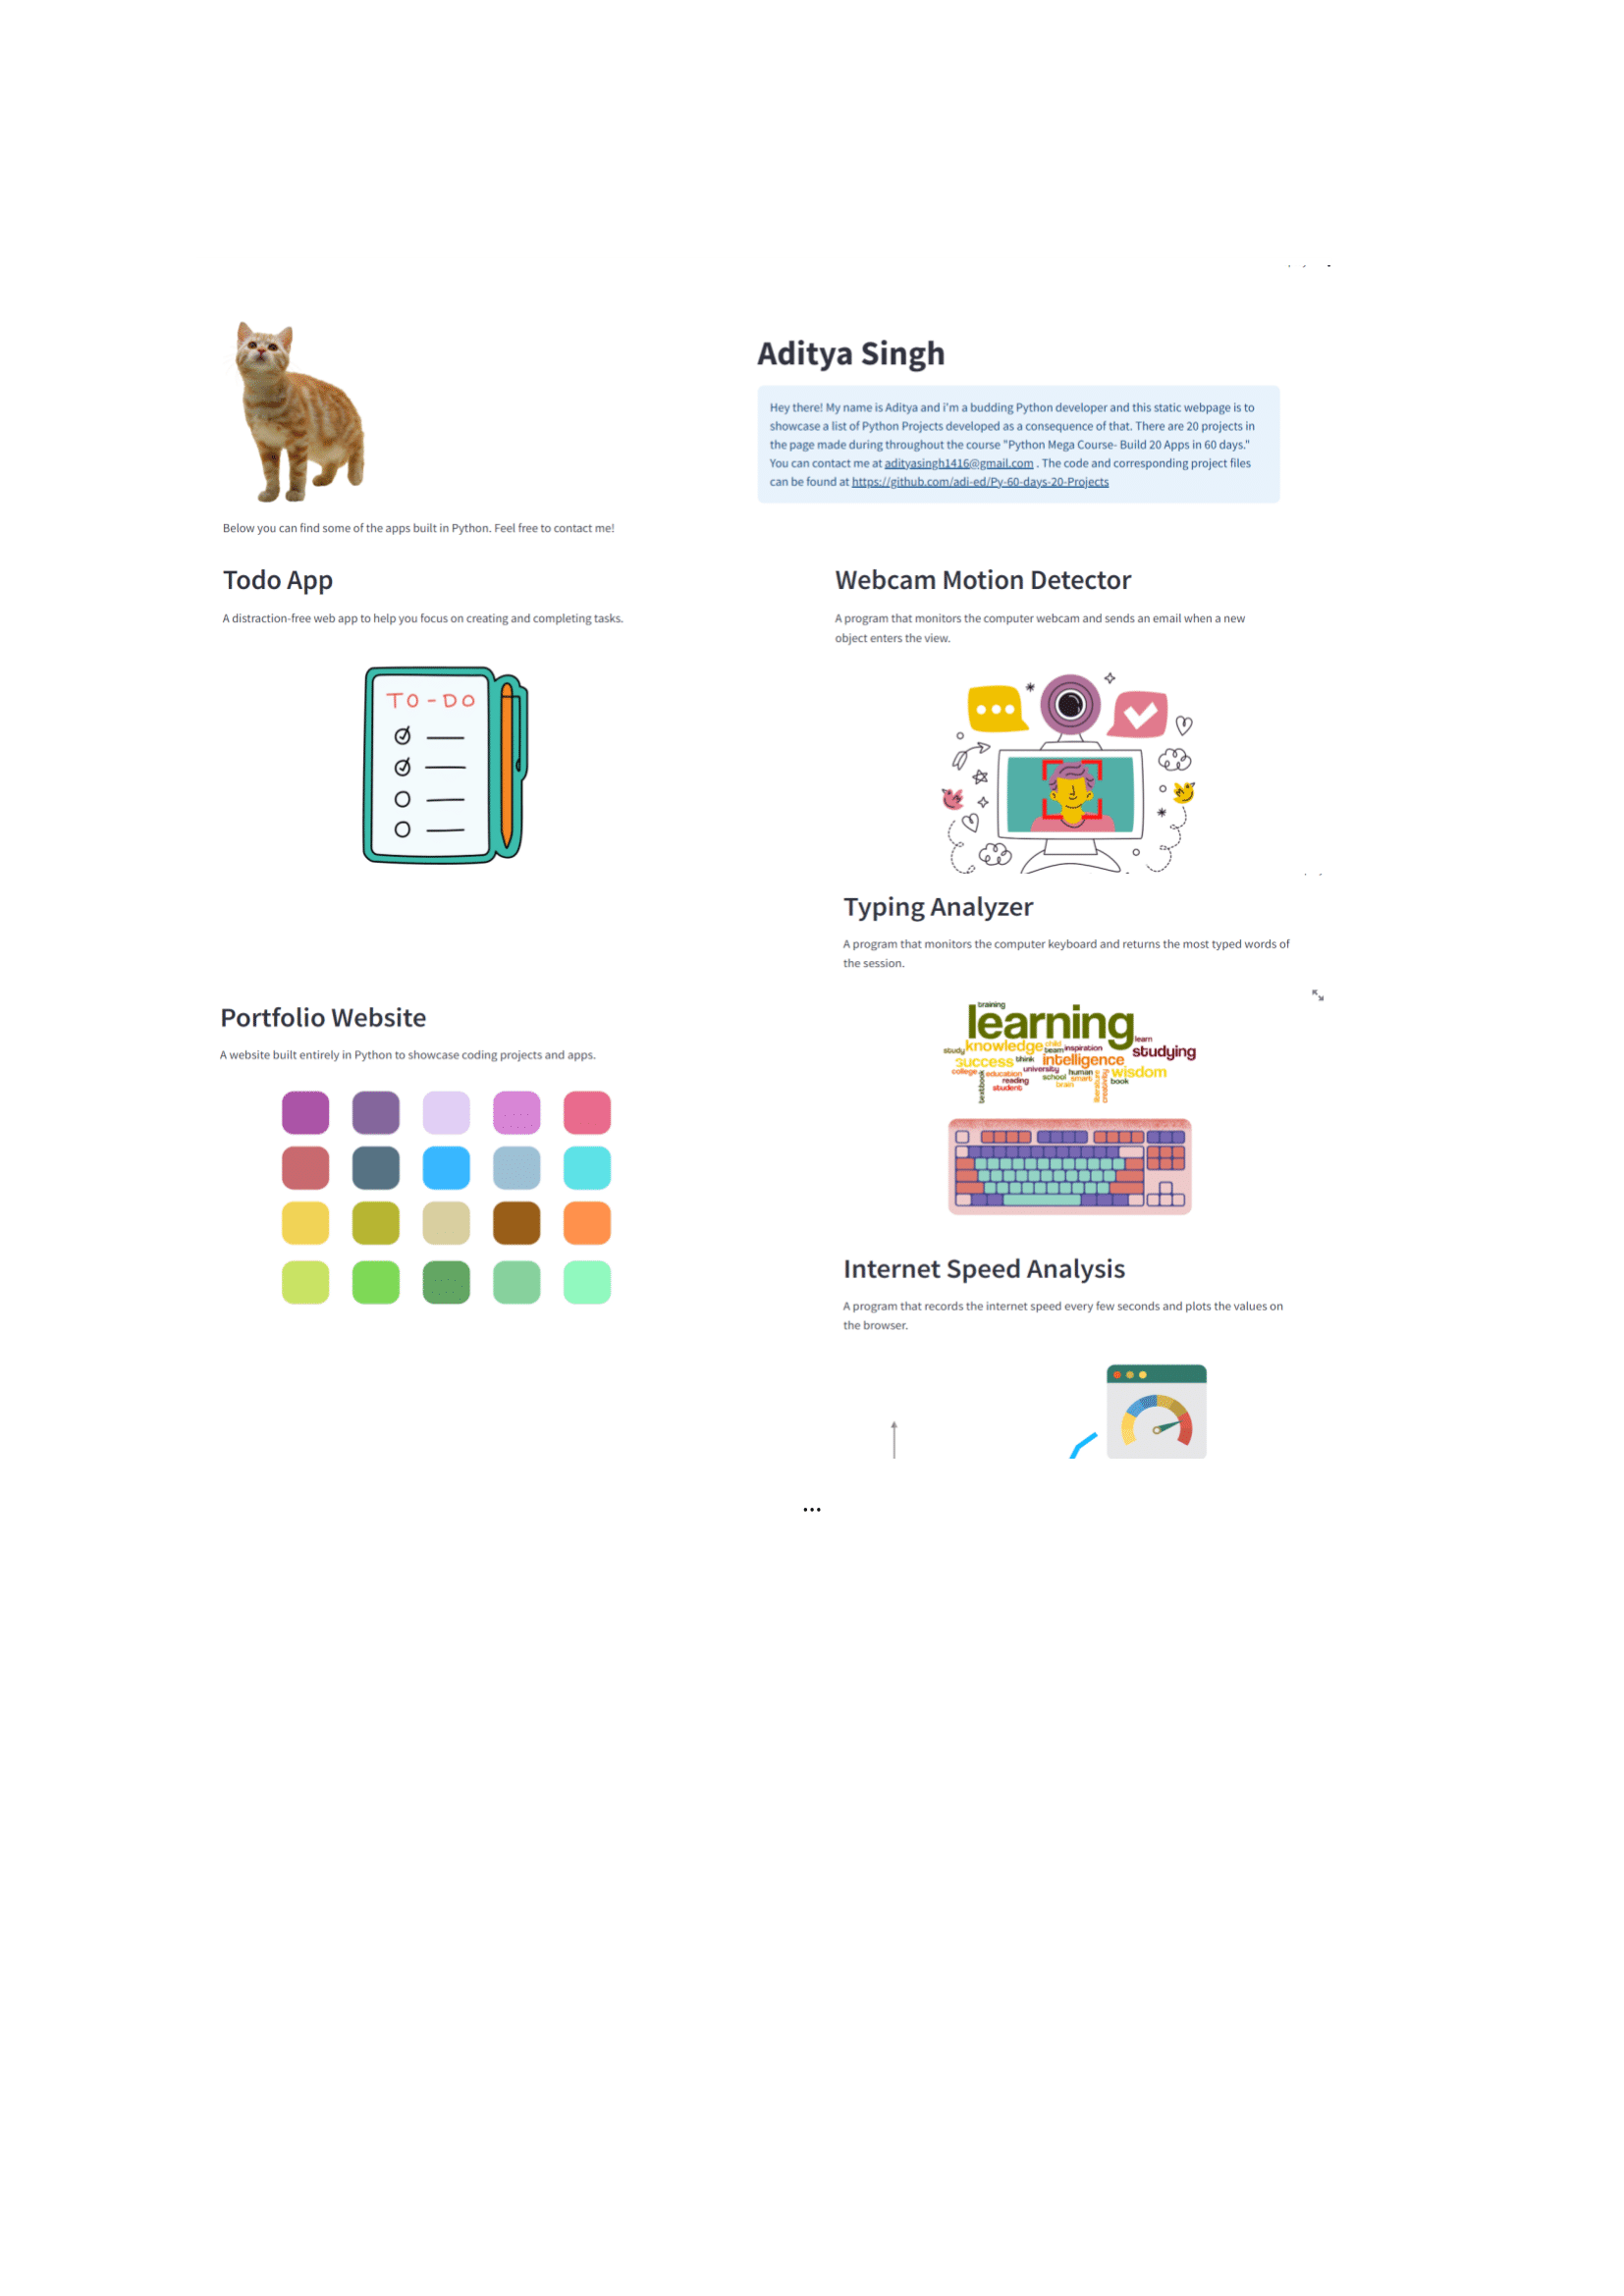 Aditya Singh
Hey there! My name is Aditya and i'm a budding Python developer and this static webpage is to
showcase a list of Python Projects developed as a consequence of that. There are 20 projects in
the page made during throughout the course "Python Mega Course- Build 20 Apps in 60 days."
You can contact me at adityasingh1416@gmail.com . The code and corresponding project files
can be found at https://github.com/adi-ed/Py-60-days-20-Projects
Below you can find some of the apps built in Python. Feel free to contact me!
Todo App
A distraction-free web app to help you focus on creating and completing tasks.
TO-DO
Webcam Motion Detector
A program that monitors the computer webcam and sends an email when a new
object enters the view.
Typing Analyzer
A program that monitors the computer keyboard and returns the most typed words of
the session.
training
learning
learn
study knowledge child team inspiration studying
success think intelligence
college education university human wisdom
textbook reading school smart literature creativity book
student brain
Portfolio Website
A website built entirely in Python to showcase coding projects and apps.
Internet Speed Analysis
A program that records the internet speed every few seconds and plots the values on
the browser.
...